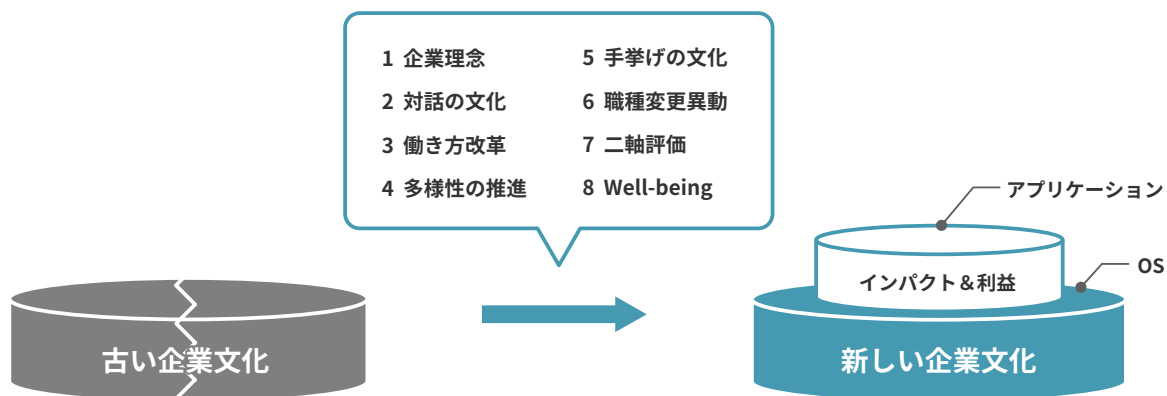 1 企業理念
2 対話の文化
3 働き方改革
4 多様性の推進
5 手挙げの文化
6 職種変更異動
7 二軸評価
8 Well-being
古い企業文化
アプリケーション
OS
インパクト＆利益
新しい企業文化